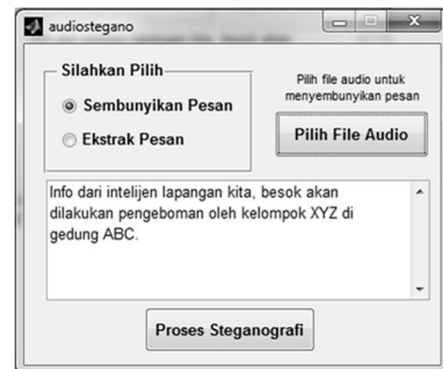 audiostegano
Silahkan Pilih
Sembunyikan Pesan
Ekstrak Pesan
Pilih file audio untuk
menyembunyikan pesan
Pilih File Audio
Info dari intelijen lapangan kita, besok akan
dilakukan pengeboman oleh kelompok XYZ di
gedung ABC.
Proses Steganografi